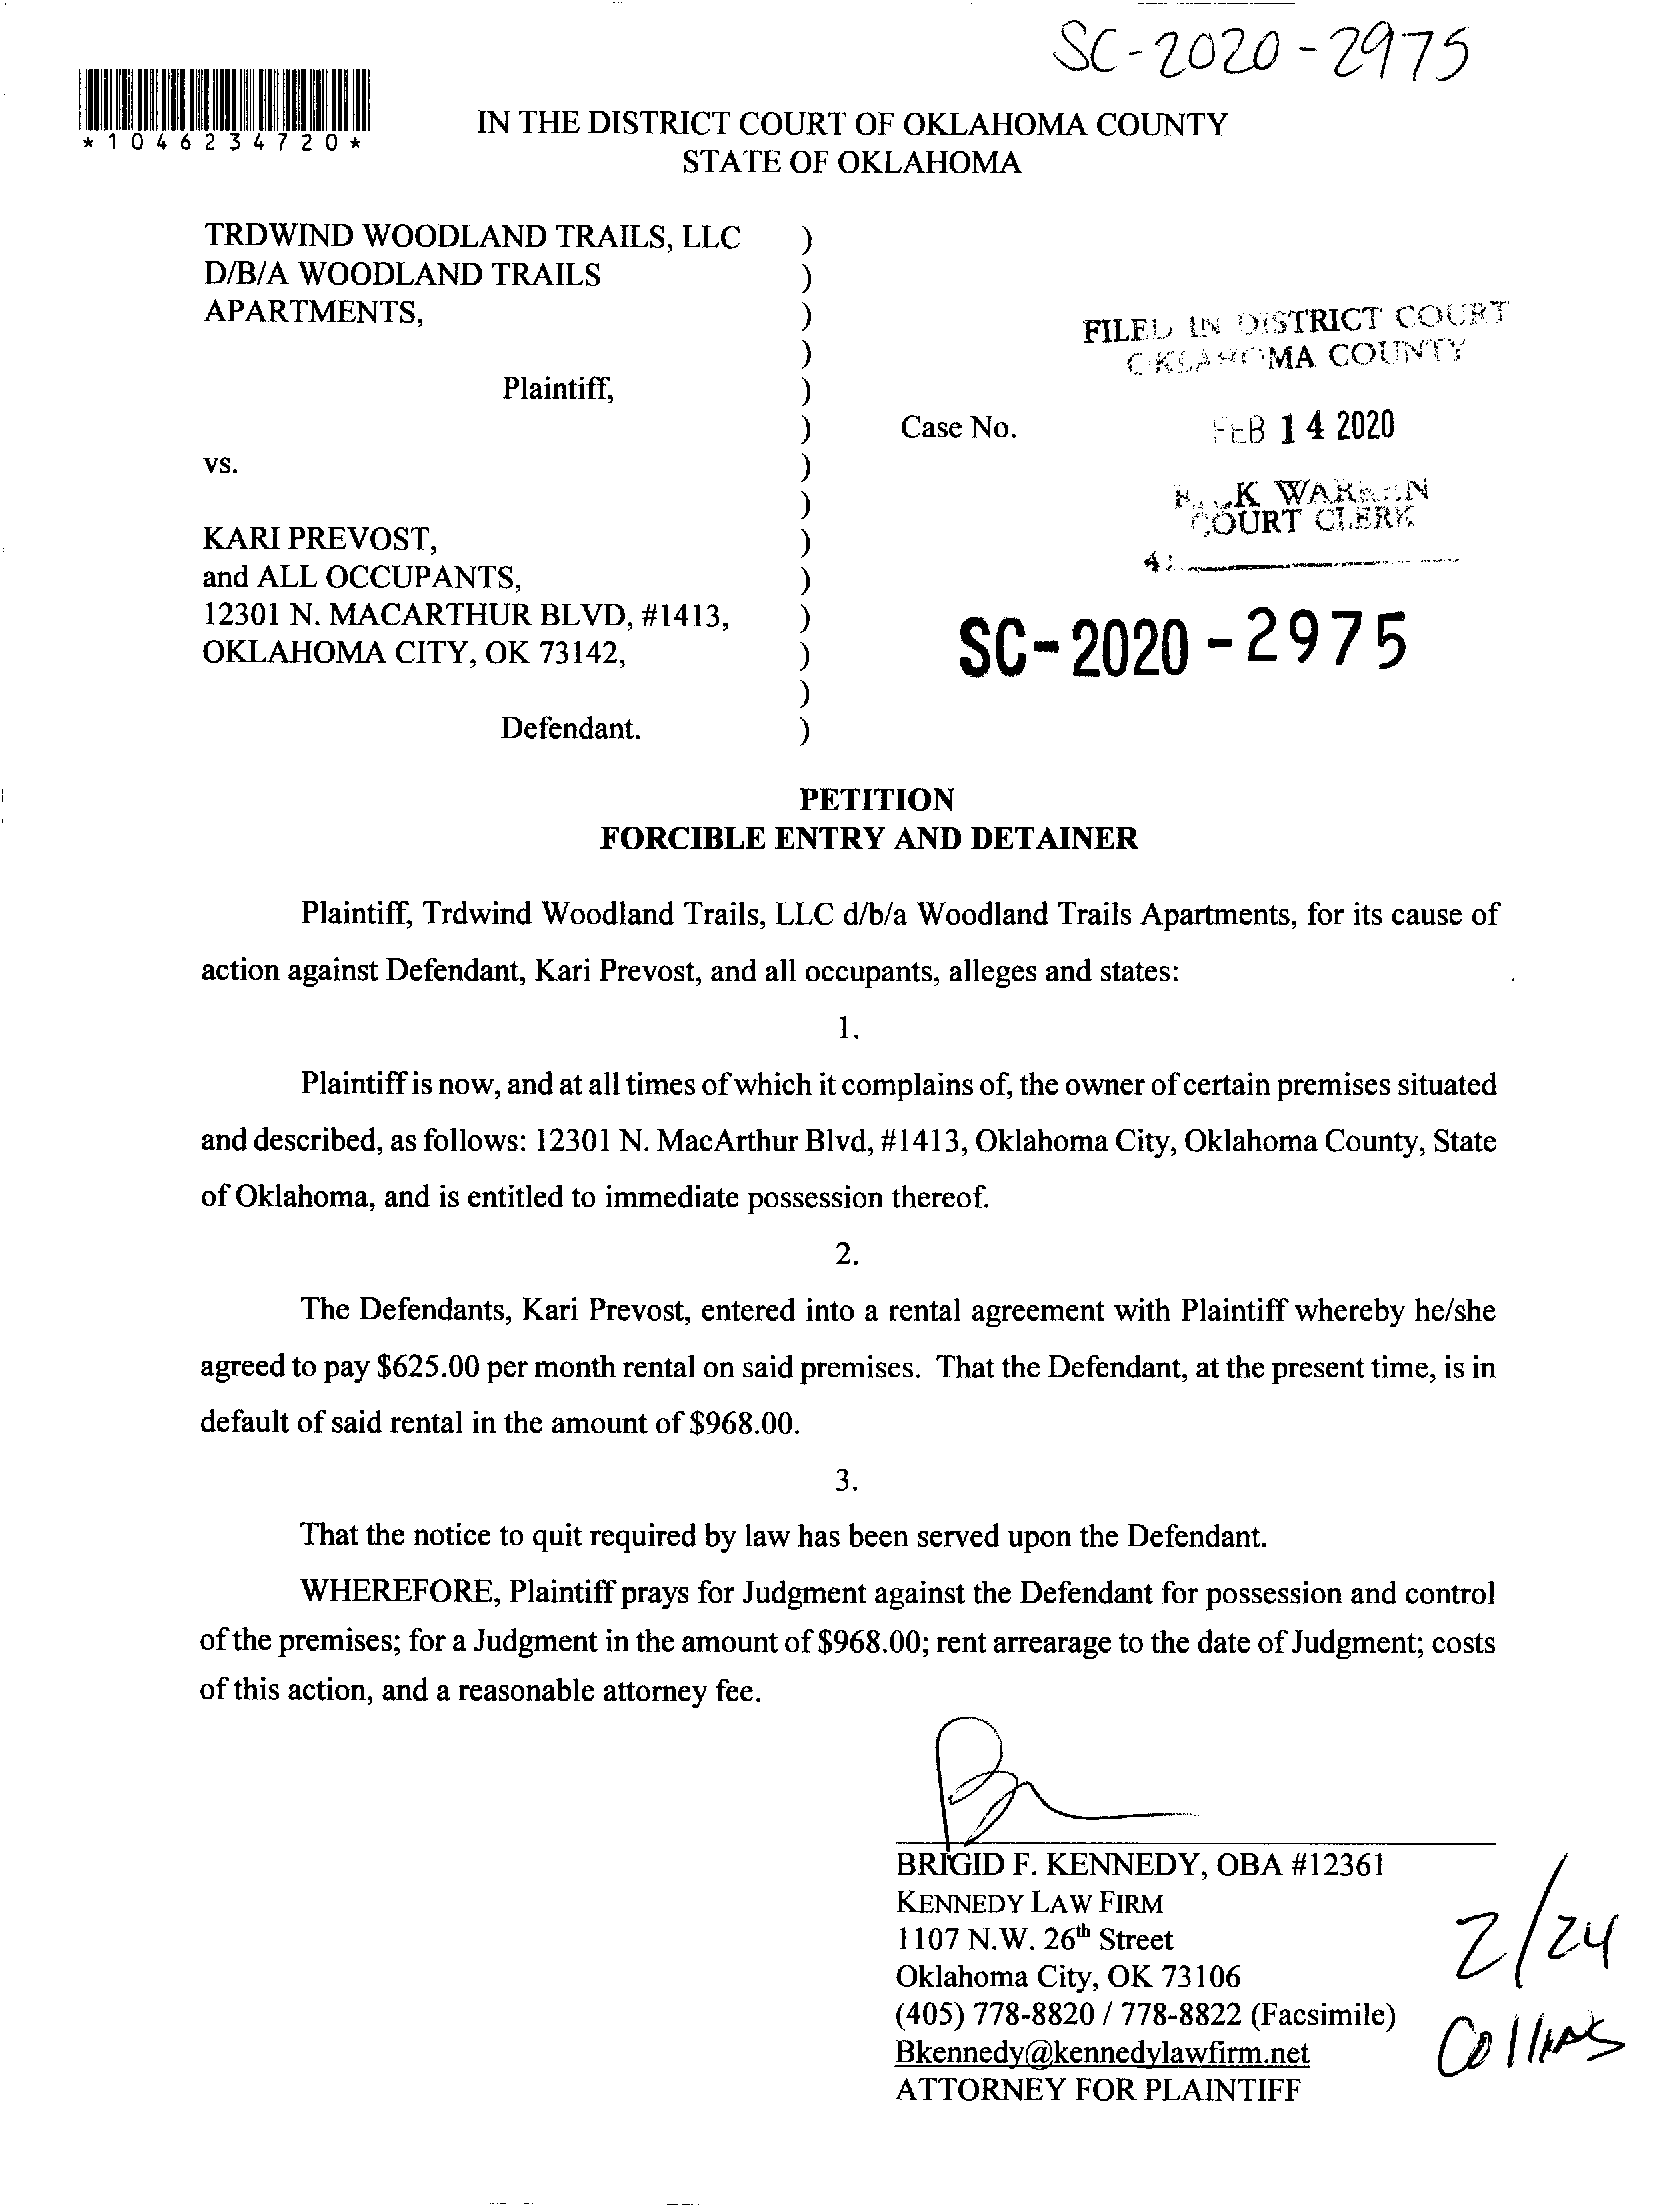 SC-2020-2975
*1046234720*
IN THE DISTRICT COURT OF OKLAHOMA COUNTY
STATE OF OKLAHOMA
TRDWIND WOODLAND TRAILS, LLC )
D/B/A WOODLAND TRAILS )
APARTMENTS, )
)
Plaintiff, )
)
vs. )
)
KARI PREVOST, )
and ALL OCCUPANTS, )
12301 N. MACARTHUR BLVD, #1413, )
OKLAHOMA CITY, OK 73142, )
)
Defendant. )
FILED IN DISTRICT COURT
OKLAHOMA COUNTY
Case No.
FEB 14 2020
WARREN
COURT CLERK
SC-2020-2975
PETITION
FORCIBLE ENTRY AND DETAINER
Plaintiff, Trdwind Woodland Trails, LLC d/b/a Woodland Trails Apartments, for its cause of
action against Defendant, Kari Prevost, and all occupants, alleges and states:
1.
Plaintiff is now, and at all times of which it complains of, the owner of certain premises situated
and described, as follows: 12301 N. MacArthur Blvd, #1413, Oklahoma City, Oklahoma County, State
of Oklahoma, and is entitled to immediate possession thereof.
2.
The Defendants, Kari Prevost, entered into a rental agreement with Plaintiff whereby he/she
agreed to pay $625.00 per month rental on said premises. That the Defendant, at the present time, is in
default of said rental in the amount of $968.00.
3.
That the notice to quit required by law has been served upon the Defendant.
WHEREFORE, Plaintiff prays for Judgment against the Defendant for possession and control
of the premises; for a Judgment in the amount of $968.00; rent arrearage to the date of Judgment; costs
of this action, and a reasonable attorney fee.
BRIGID F. KENNEDY, OBA #12361
KENNEDY LAW FIRM
1107 N.W. 26th Street
Oklahoma City, OK 73106
(405) 778-8820 / 778-8822 (Facsimile)
Bkennedy@kennedylawfirm.net
ATTORNEY FOR PLAINTIFF
2/24
Collins